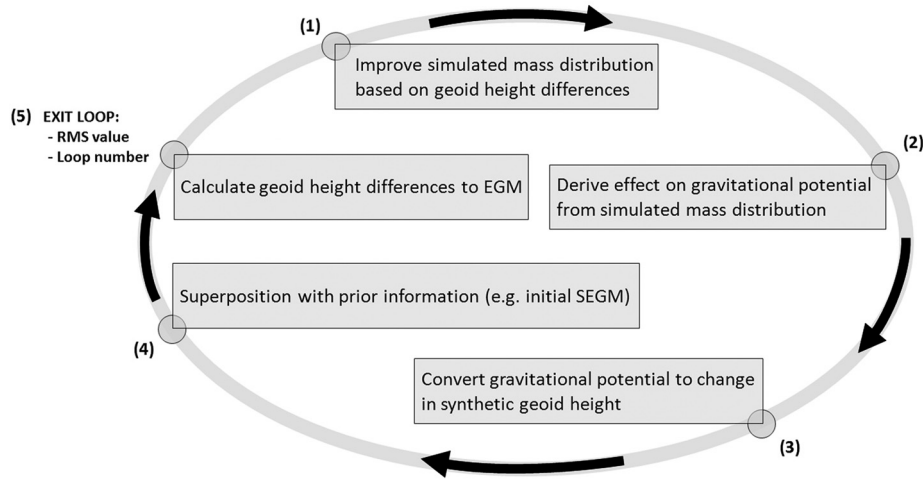 (1)
Improve simulated mass distribution
based on geoid height differences
(2)
Derive effect on gravitational potential
from simulated mass distribution
(3)
Convert gravitational potential to change
in synthetic geoid height
(4)
Superposition with prior information (e.g. initial SEGM)
(5) EXIT LOOP:
- RMS value
- Loop number
Calculate geoid height differences to EGM